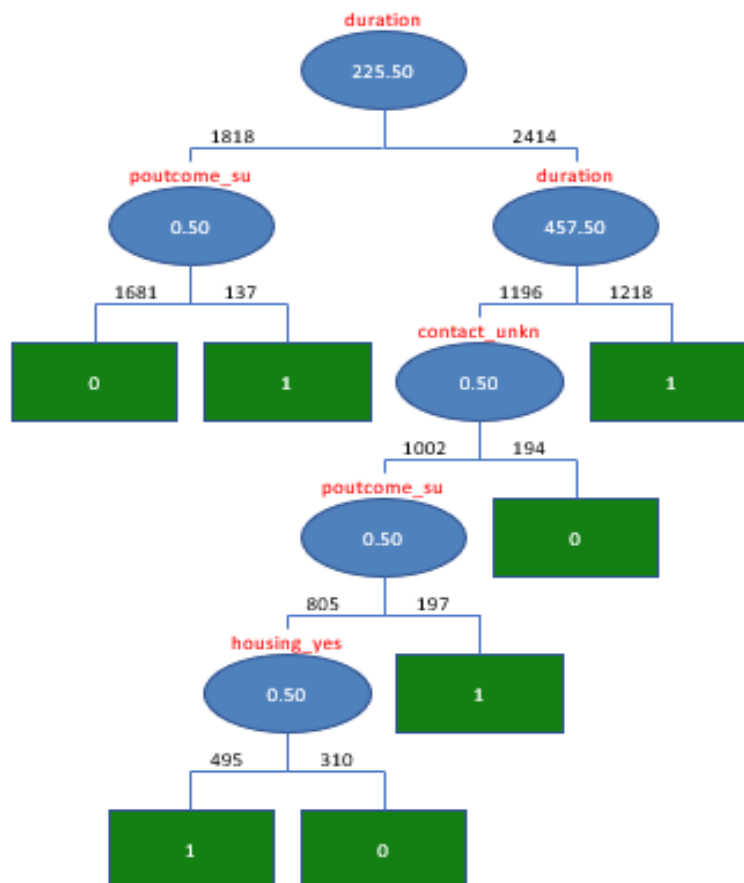 duration
225.50
1818 2414
poutcome_su duration
0.50 457.50
1681 137 1196 1218
contact_unkn
0 1 0.50 1
1002 194
poutcome_su
0.50 0
805 197
housing_yes
0.50 1
495 310
1 0